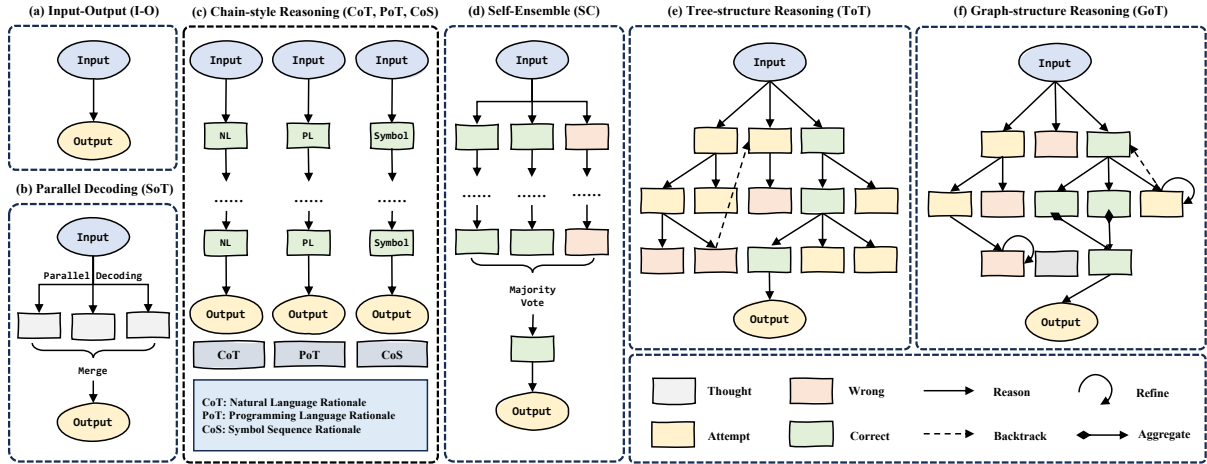 (a) Input-Output (I-O)
Input
Output
(b) Parallel Decoding (SoT)
Input
Parallel Decoding
Merge
Output
(c) Chain-style Reasoning (CoT, PoT, CoS)
Input Input Input
NL PL Symbol
...... ...... ......
NL PL Symbol
Output Output Output
CoT PoT CoS
CoT: Natural Language Rationale
PoT: Programming Language Rationale
CoS: Symbol Sequence Rationale
(d) Self-Ensemble (SC)
Input
...... ...... ......
Majority
Vote
Output
(e) Tree-structure Reasoning (ToT)
Input
Output
(f) Graph-structure Reasoning (GoT)
Input
Output
Thought Wrong Reason Refine
Attempt Correct Backtrack Aggregate